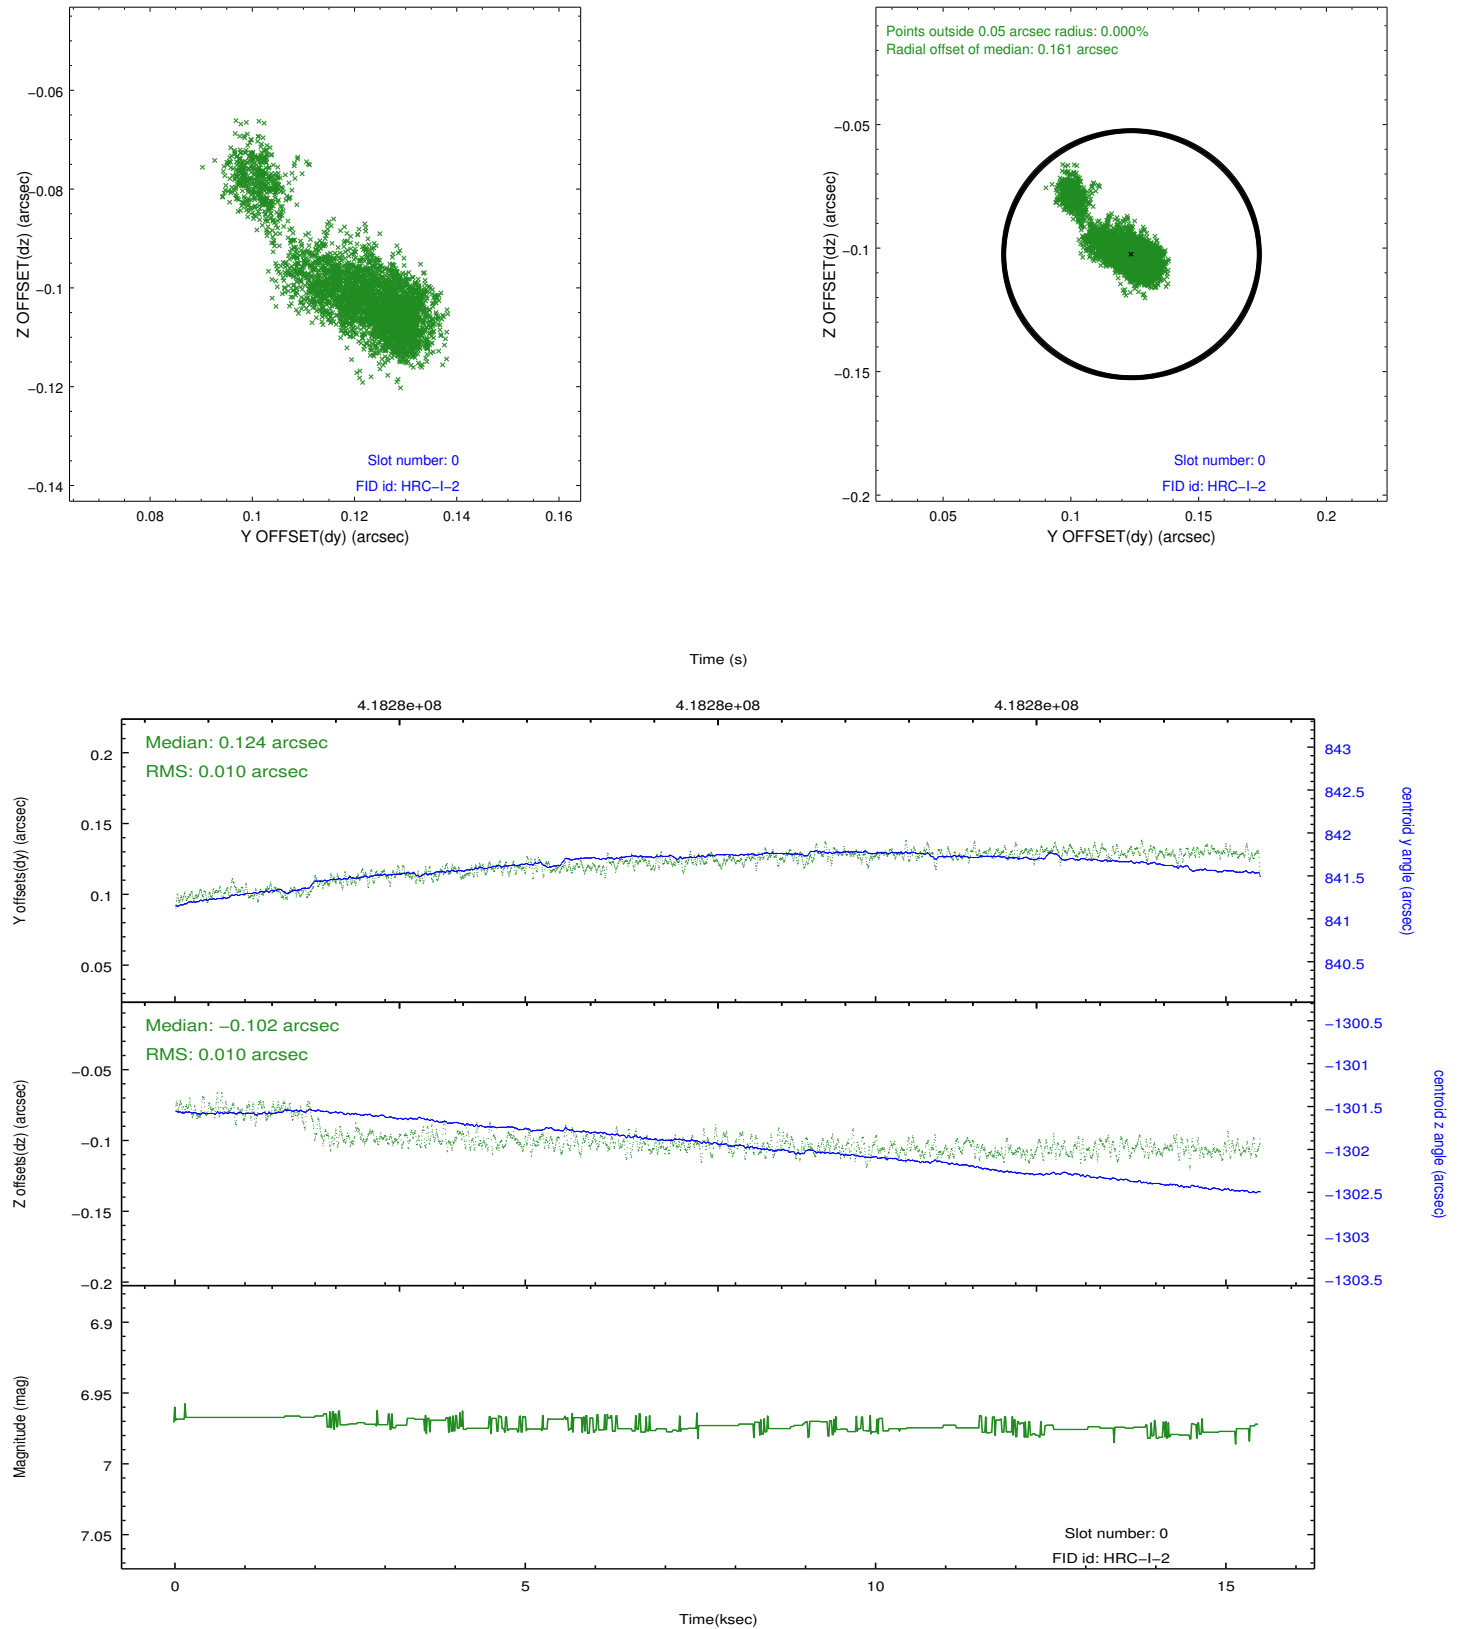 −0.06
−0.08
−0.1
−0.12
−0.14
Z OFFSET(dz) (arcsec)
Slot number: 0
FID id: HRC−I−2
0.08
0.1
0.12
0.14
0.16
Y OFFSET(dy) (arcsec)
Points outside 0.05 arcsec radius: 0.000%
Radial offset of median: 0.161 arcsec
−0.05
−0.1
−0.15
−0.2
Z OFFSET(dz) (arcsec)
Slot number: 0
FID id: HRC−I−2
0.05
0.1
0.15
0.2
Y OFFSET(dy) (arcsec)
Time (s)
4.1828e+08
4.1828e+08
4.1828e+08
Median: 0.124 arcsec
RMS: 0.010 arcsec
0.2
0.15
0.1
0.05
Y offsets(dy) (arcsec)
843
842.5
842
841.5
841
840.5
centroid y angle (arcsec)
Median: −0.102 arcsec
RMS: 0.010 arcsec
−0.05
−0.1
−0.15
−0.2
Z offsets(dz) (arcsec)
−1300.5
−1301
−1301.5
−1302
−1302.5
−1303
−1303.5
centroid z angle (arcsec)
6.9
6.95
7
7.05
Magnitude (mag)
Slot number: 0
FID id: HRC−I−2
0
5
10
15
Time(ksec)